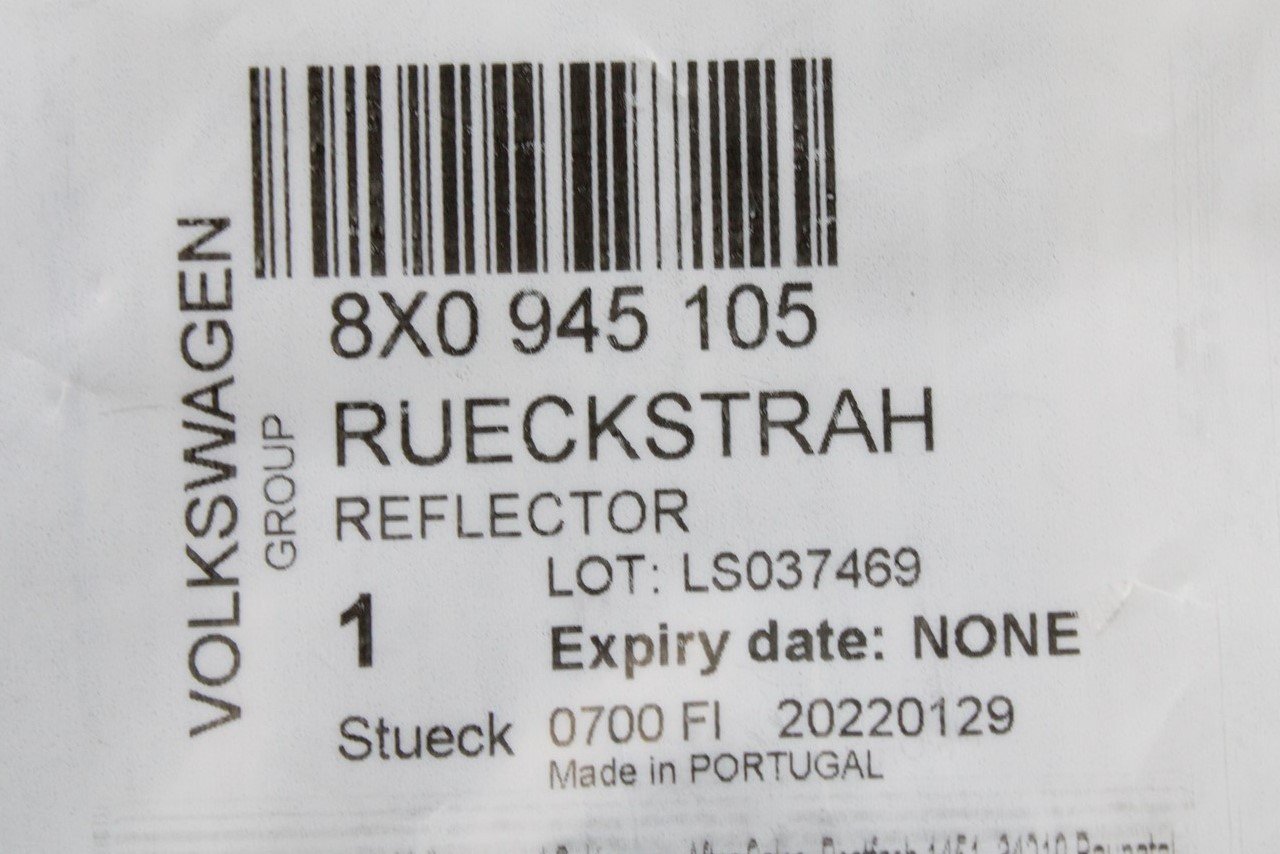 VOLKSWAGEN
GROUP
8X0 945 105
RUECKSTRAH
REFLECTOR
LOT: LS037469
1
Expiry date: NONE
Stueck
0700 FI 20220129
Made in PORTUGAL